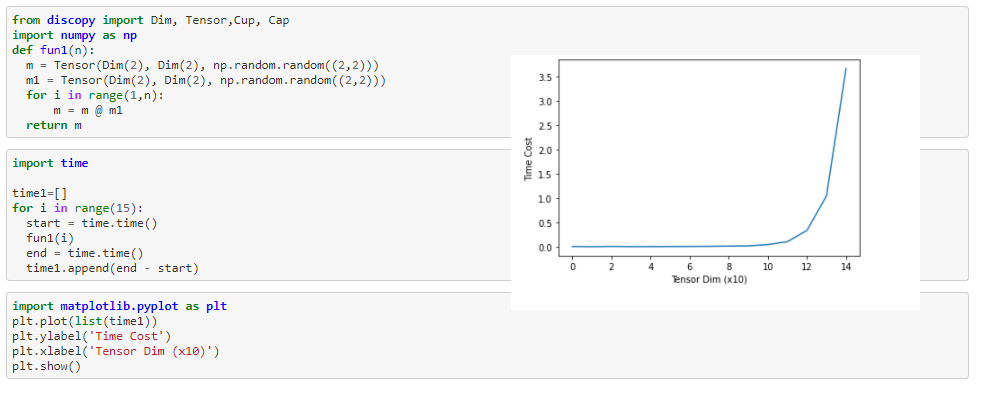 from discopy import Dim, Tensor,Cup, Cap
import numpy as np
def fun1(n):
  m = Tensor(Dim(2), Dim(2), np.random.random((2,2)))
  m1 = Tensor(Dim(2), Dim(2), np.random.random((2,2)))
  for i in range(1,n):
      m = m @ m1
  return m
import time
time1=[]
for i in range(15):
  start = time.time()
  fun1(i)
  end = time.time()
  time1.append(end - start)
import matplotlib.pyplot as plt
plt.plot(list(time1))
plt.ylabel('Time Cost')
plt.xlabel('Tensor Dim (x10)')
plt.show()
Time Cost
3.5
3.0
2.5
2.0
1.5
1.0
0.5
0.0
0 2 4 6 8 10 12 14
Tensor Dim (x10)